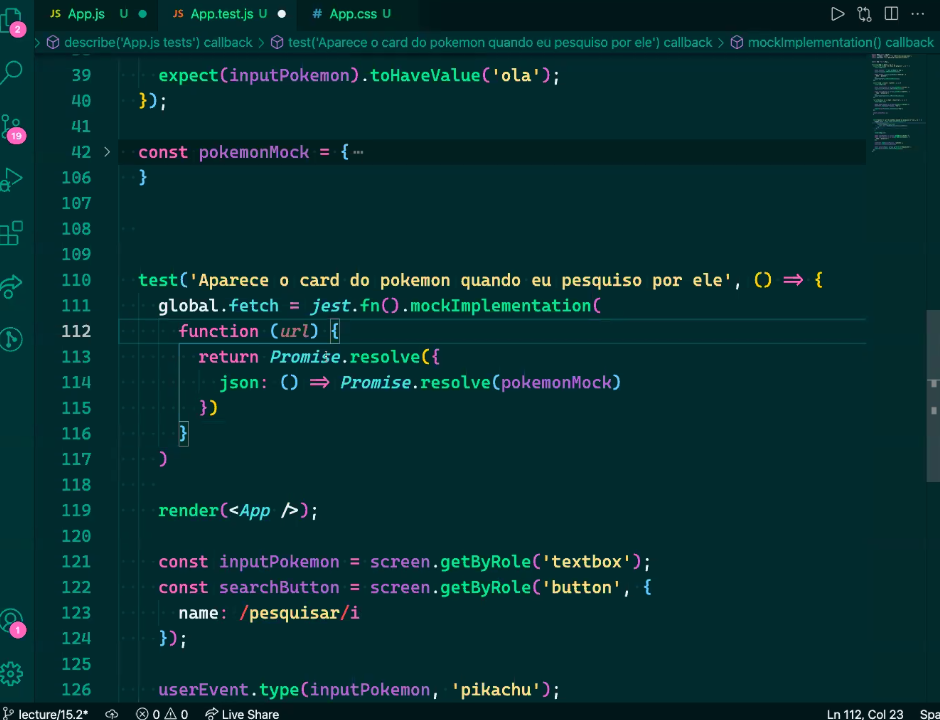 JS App.js U ● JS App.test.js U ● # App.css U
describe('App.js tests') callback > test('Aparece o card do pokemon quando eu pesquiso por ele') callback > mockImplementation() callback
2
19
1
39 expect(inputPokemon).toHaveValue('ola');
40 });
41
42 > const pokemonMock = { ⋯
106 }
107
108
109
110 test('Aparece o card do pokemon quando eu pesquiso por ele', () => {
111 global.fetch = jest.fn().mockImplementation(
112 function (url) {
113 return Promise.resolve({
114 json: () => Promise.resolve(pokemonMock)
115 })
116 }
117 )
118
119 render(<App />);
120
121 const inputPokemon = screen.getByRole('textbox');
122 const searchButton = screen.getByRole('button', {
123 name: /pesquisar/i
124 });
125
126 userEvent.type(inputPokemon, 'pikachu');
lecture/15.2* 0 0 Live Share Ln 112, Col 23 Spa